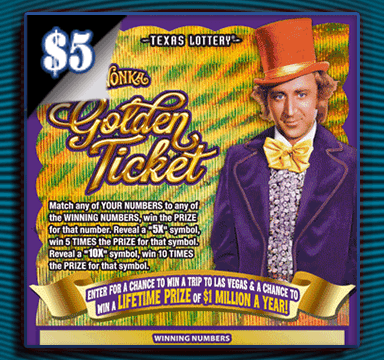 $5
TEXAS LOTTERY
WONKA
Golden
Ticket
Match any of YOUR NUMBERS to any of
the WINNING NUMBERS, win the PRIZE
for that number. Reveal a "5X" symbol,
win 5 TIMES the PRIZE for that symbol.
Reveal a "10X" symbol, win 10 TIMES
the PRIZE for that symbol.
ENTER FOR A CHANCE TO WIN A TRIP TO LAS VEGAS & A CHANCE TO
WIN A LIFETIME PRIZE OF $1 MILLION A YEAR!
WINNING NUMBERS